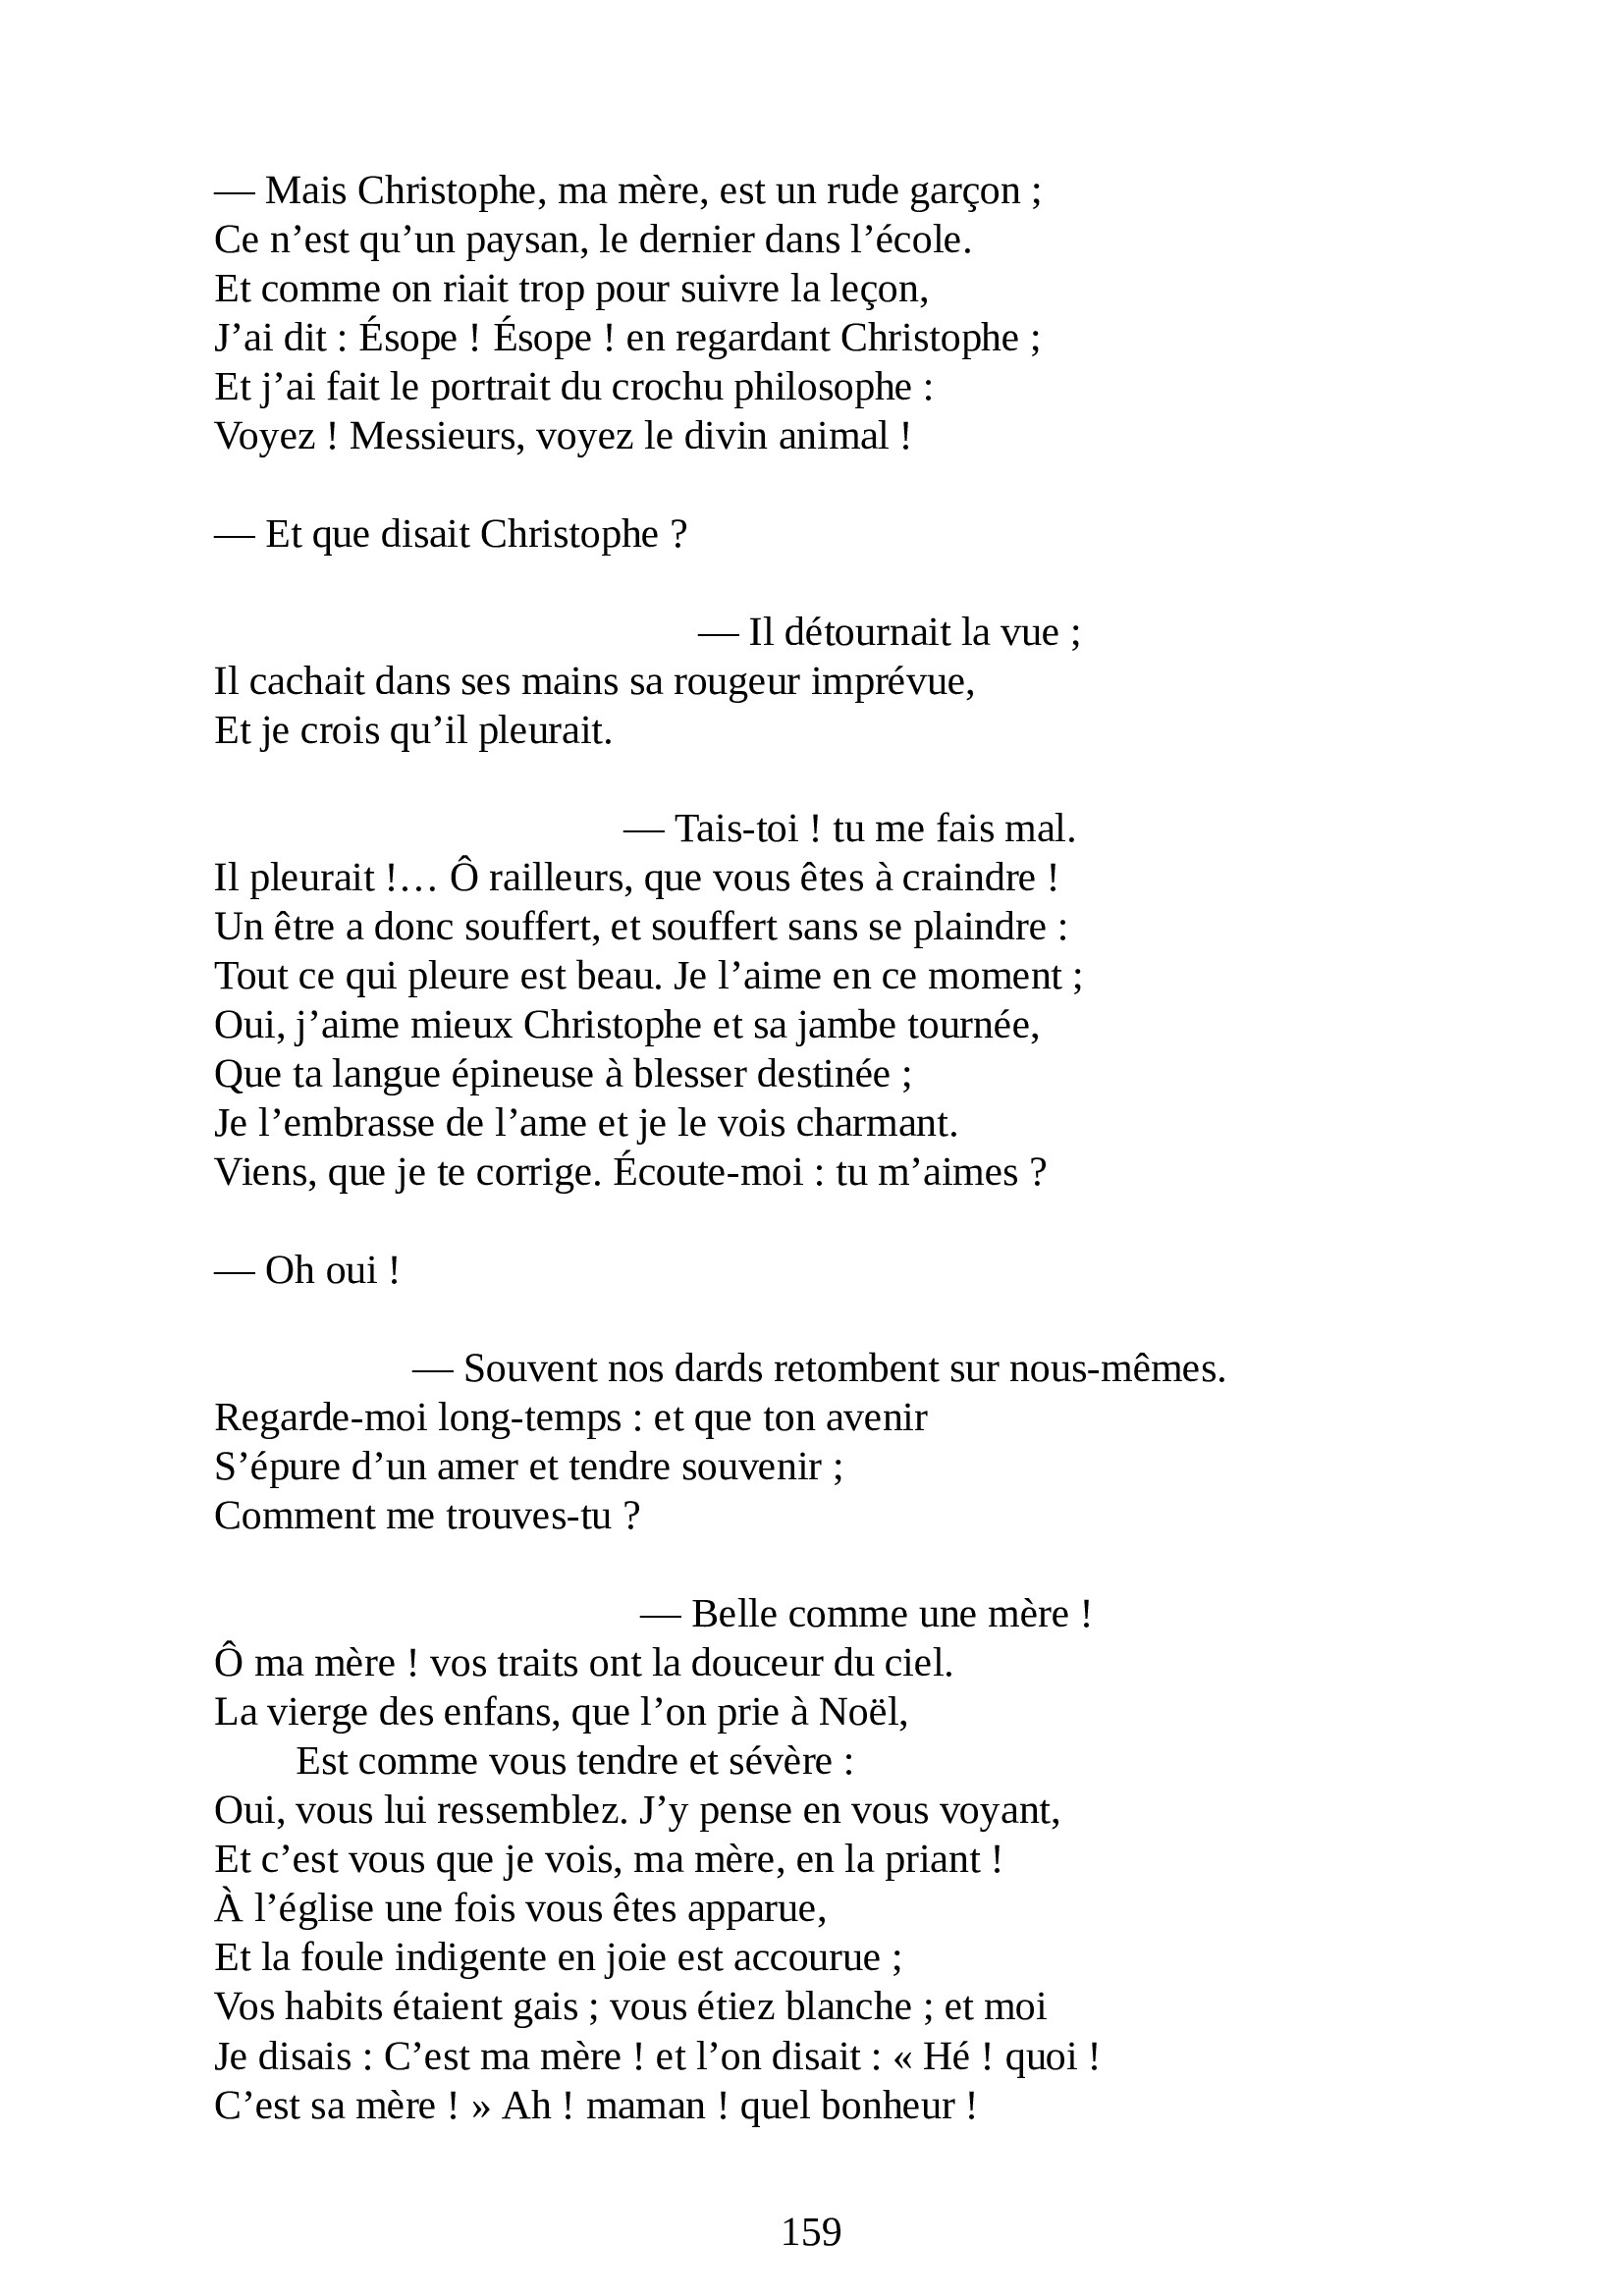 — Mais Christophe, ma mère, est un rude garçon ;
Ce n’est qu’un paysan, le dernier dans l’école.
Et comme on riait trop pour suivre la leçon,
J’ai dit : Ésope ! Ésope ! en regardant Christophe ;
Et j’ai fait le portrait du crochu philosophe :
Voyez ! Messieurs, voyez le divin animal !
— Et que disait Christophe ?
— Il détournait la vue ;
Il cachait dans ses mains sa rougeur imprévue,
Et je crois qu’il pleurait.
— Tais-toi ! tu me fais mal.
Il pleurait !… Ô railleurs, que vous êtes à craindre !
Un être a donc souffert, et souffert sans se plaindre :
Tout ce qui pleure est beau. Je l’aime en ce moment ;
Oui, j’aime mieux Christophe et sa jambe tournée,
Que ta langue épineuse à blesser destinée ;
Je l’embrasse de l’ame et je le vois charmant.
Viens, que je te corrige. Écoute-moi : tu m’aimes ?
— Oh oui !
— Souvent nos dards retombent sur nous-mêmes.
Regarde-moi long-temps : et que ton avenir
S’épure d’un amer et tendre souvenir ;
Comment me trouves-tu ?
— Belle comme une mère !
Ô ma mère ! vos traits ont la douceur du ciel.
La vierge des enfans, que l’on prie à Noël,
Est comme vous tendre et sévère :
Oui, vous lui ressemblez. J’y pense en vous voyant,
Et c’est vous que je vois, ma mère, en la priant !
À l’église une fois vous êtes apparue,
Et la foule indigente en joie est accourue ;
Vos habits étaient gais ; vous étiez blanche ; et moi
Je disais : C’est ma mère ! et l’on disait : « Hé ! quoi !
C’est sa mère ! » Ah ! maman ! quel bonheur !
159